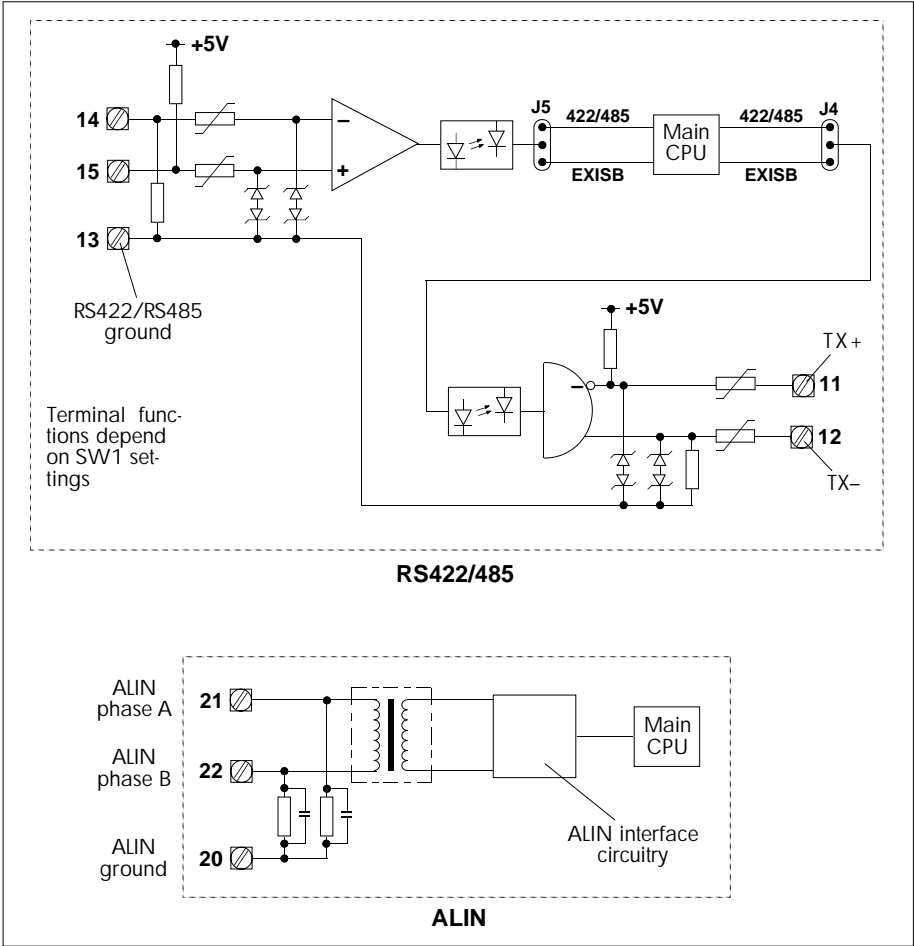 +5V
14
15
13
−
+
J5
422/485
EXISB
Main
CPU
422/485
EXISB
J4
RS422/RS485
ground
Terminal func-
tions depend
on SW1 set-
tings
+5V
−
TX+
11
12
TX–
RS422/485
ALIN
phase A
21
ALIN
phase B
22
ALIN
ground
20
Main
CPU
ALIN interface
circuitry
ALIN